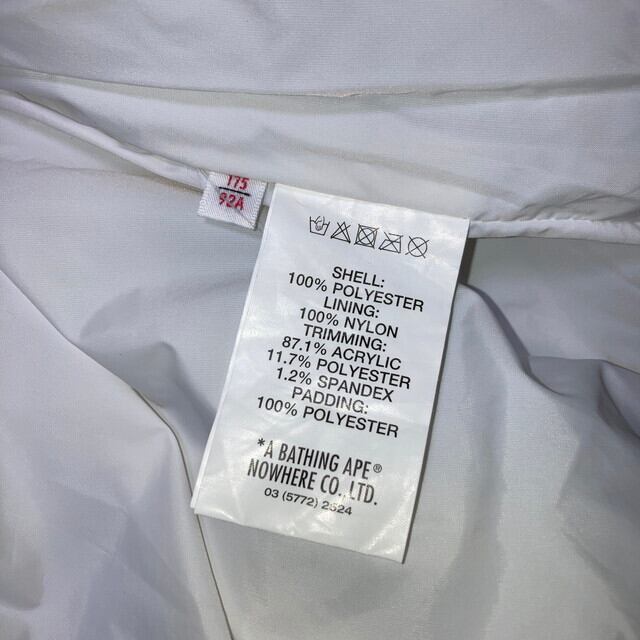 175
92A
SHELL:
100% POLYESTER
LINING:
100% NYLON
TRIMMING:
87.1% ACRYLIC
11.7% POLYESTER
1.2% SPANDEX
PADDING:
100% POLYESTER
*A BATHING APE®
NOWHERE CO., LTD.
03 (5772) 2524